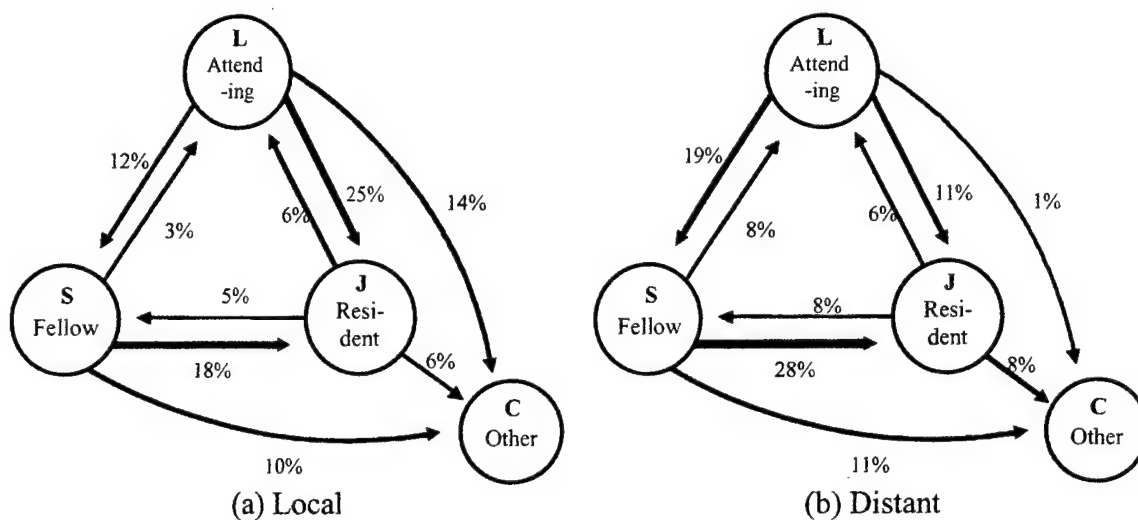 L
Attend
-ing
12%
3%
6%
25%
14%
S
Fellow
5%
18%
J
Resi-
dent
6%
C
Other
10%
(a) Local
L
Attend
-ing
19%
8%
6%
11%
1%
S
Fellow
8%
28%
J
Resi-
dent
8%
C
Other
11%
(b) Distant